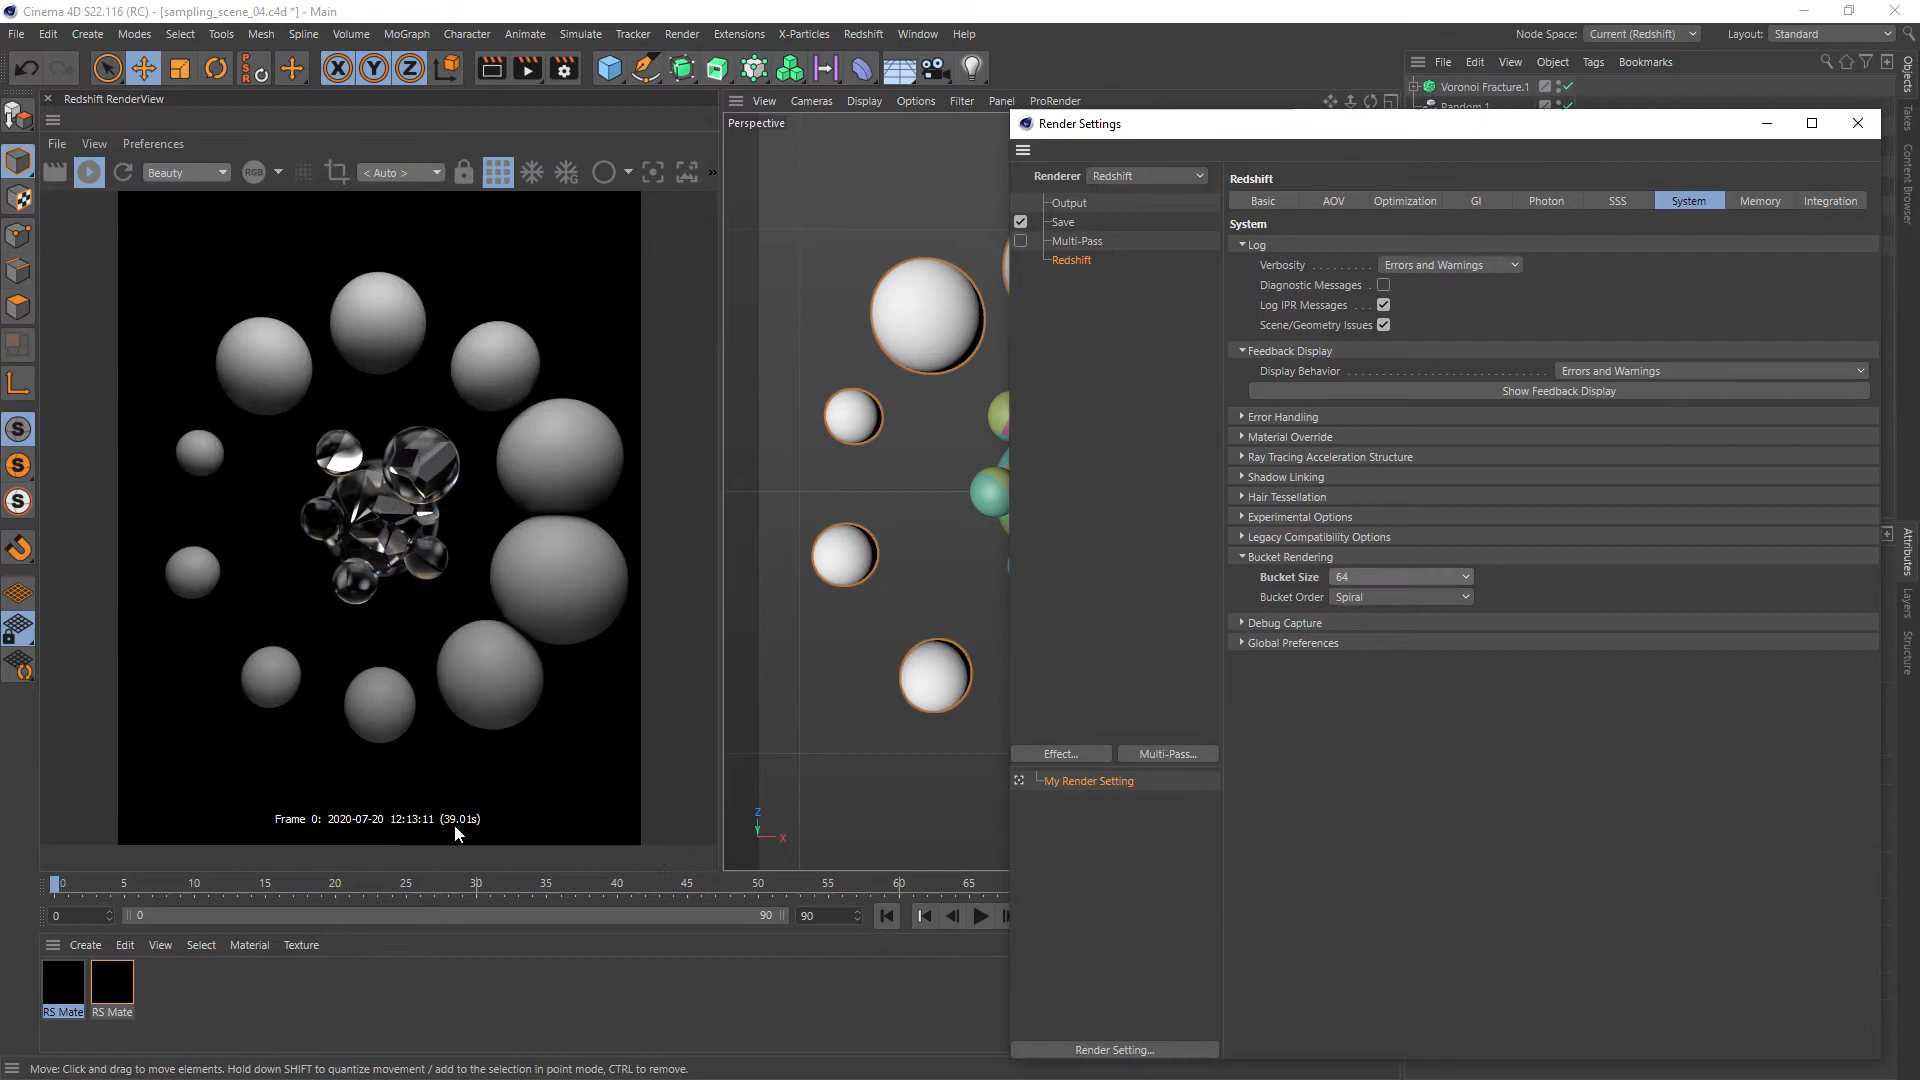 Cinema 4D S22.116 (RC) - [sampling_scene_04.c4d *] - Main
File Edit Create Modes Select Tools Mesh Spline Volume MoGraph Character Animate Simulate Tracker Render Extensions X-Particles Redshift Window Help
Node Space: Current (Redshift) Layout: Standard
P S R X Y Z
File Edit View Object Tags Bookmarks
Voronoi Fracture.1
Random.1
Redshift RenderView
File View Preferences
Beauty RGB < Auto > G »
View Cameras Display Options Filter Panel ProRender
Perspective
Frame 0: 2020-07-20 12:13:11 (39.01s)
Z
X
Render Settings
Renderer Redshift
Output
Save
Multi-Pass
Redshift
Effect... Multi-Pass...
My Render Setting
Render Setting...
Redshift
Basic AOV Optimization GI Photon SSS System Memory Integration
System
Log
Verbosity . . . . . . . . . Errors and Warnings
Diagnostic Messages .
Log IPR Messages . . .
Scene/Geometry Issues
Feedback Display
Display Behavior Errors and Warnings
Show Feedback Display
Error Handling
Material Override
Ray Tracing Acceleration Structure
Shadow Linking
Hair Tessellation
Experimental Options
Legacy Compatibility Options
Bucket Rendering
Bucket Size 64
Bucket Order Spiral
Debug Capture
Global Preferences
Objects
Takes
Content Browser
Attributes
Layers
Structure
S
S
S
0 5 10 15 20 25 30 35 40 45 50 55 60 65
0 0 90 90
Create Edit View Select Material Texture
RS Mate RS Mate
Move: Click and drag to move elements. Hold down SHIFT to quantize movement / add to the selection in point mode, CTRL to remove.